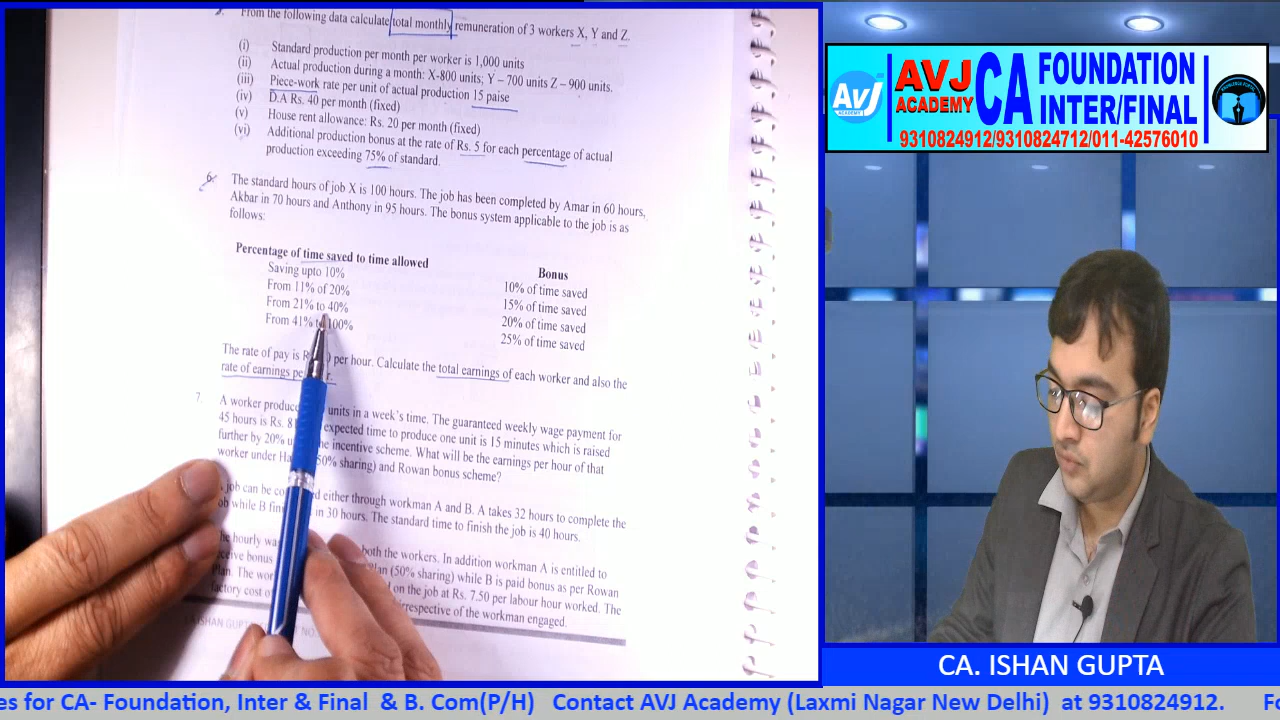 From the following data calculate total monthly remuneration of 3 workers X, Y and Z.
(i) Standard production per month per worker is 1,000 units
(ii) Actual production during a month: X-800 units; Y – 700 units Z – 900 units.
(iii) Piece-work rate per unit of actual production 15 paise
(iv) D.A Rs. 40 per month (fixed)
(v) House rent allowance: Rs. 20 per month (fixed)
(vi) Additional production bonus at the rate of Rs. 5 for each percentage of actual
production exceeding 75% of standard.
6. The standard hours of job X is 100 hours. The job has been completed by Amar in 60 hours,
Akbar in 70 hours and Anthony in 95 hours. The bonus system applicable to the job is as
follows:
Percentage of time saved to time allowed Bonus
Saving upto 10% 10% of time saved
From 11% of 20% 15% of time saved
From 21% to 40% 20% of time saved
From 41% to 100% 25% of time saved
The rate of pay is per hour. Calculate the total earnings of each worker and also the
rate of earnings
7. A worker produce units in a week's time. The guaranteed weekly wage payment for
45 hours is Rs. expected time to produce one unit is 15 minutes which is raised
further by 20% incentive scheme. What will be the earnings per hour of that
worker under 50% sharing) and Rowan bonus scheme?
job can be either through workman A and B. A takes 32 hours to complete the
job while B in 30 hours. The standard time to finish the job is 40 hours.
The hourly both the workers. In addition workman A is entitled to
receive bonus (50% sharing) while B is paid bonus as per Rowan
plan. The on the job at Rs. 7.50 per labour hour worked. The
factory cost irrespective of the workman engaged.
ISHAN GUPTA
AVJ
ACADEMY
AVJ
ACADEMY
CA FOUNDATION
INTER/FINAL
9310824912/9310824712/011-42576010
CA. ISHAN GUPTA
es for CA- Foundation, Inter & Final & B. Com(P/H) Contact AVJ Academy (Laxmi Nagar New Delhi) at 9310824912. Fo